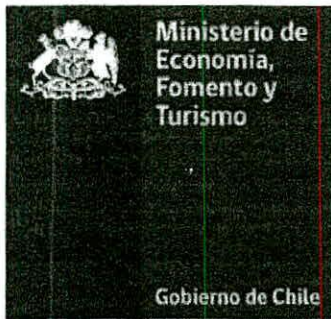 Ministerio de
Economía,
Fomento y
Turismo
Gobierno de Chile